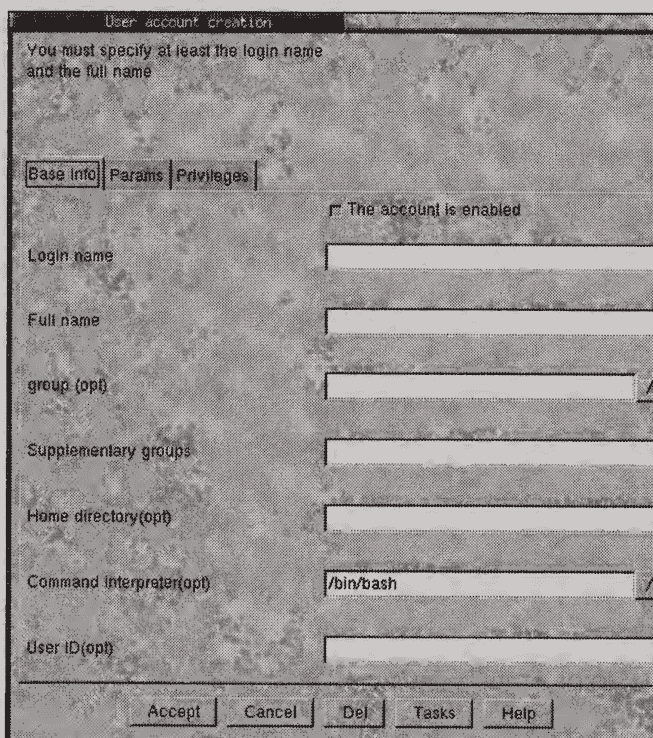 User account creation
You must specify at least the login name
and the full name
Base info Params Privileges
The account is enabled
Login name
Full name
group (opt)
Supplementary groups
Home directory(opt)
Command interpreter(opt) /bin/bash
User ID(opt)
Accept Cancel Del Tasks Help